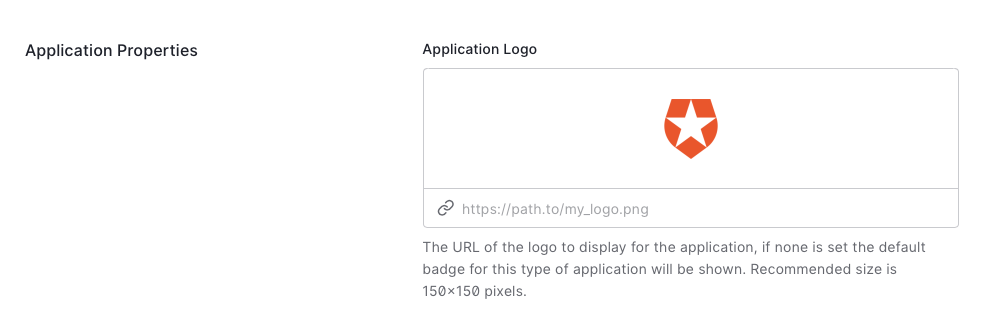 Application Properties
Application Logo
https://path.to/my_logo.png
The URL of the logo to display for the application, if none is set the default
badge for this type of application will be shown. Recommended size is
150x150 pixels.